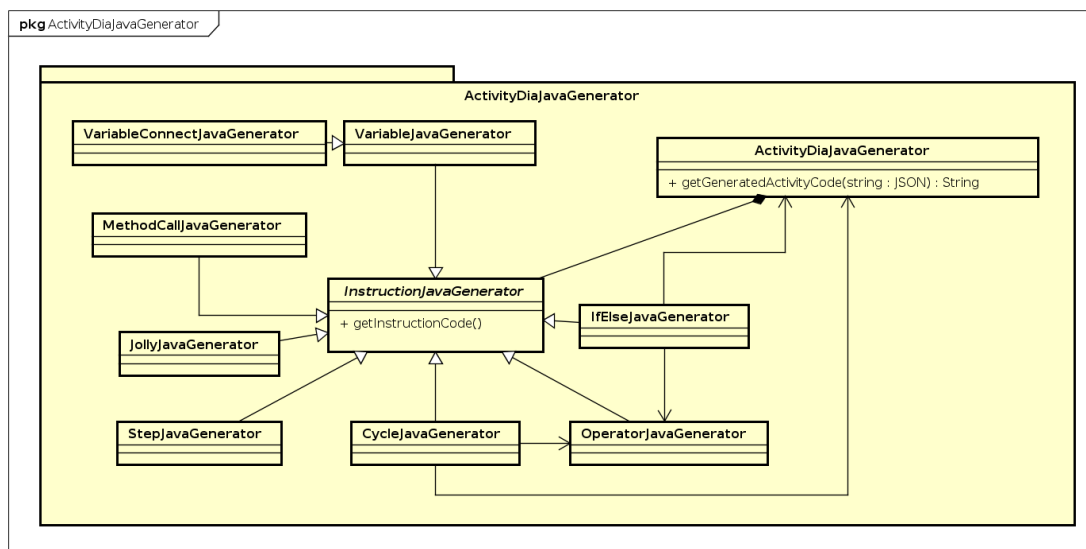 pkg ActivityDiaJavaGenerator
ActivityDiaJavaGenerator
VariableConnectJavaGenerator
VariableJavaGenerator
ActivityDiaJavaGenerator
+ getGeneratedActivityCode(string : JSON) : String
MethodCallJavaGenerator
InstructionJavaGenerator
+ getInstructionCode()
IfElseJavaGenerator
JollyJavaGenerator
StepJavaGenerator
CycleJavaGenerator
OperatorJavaGenerator